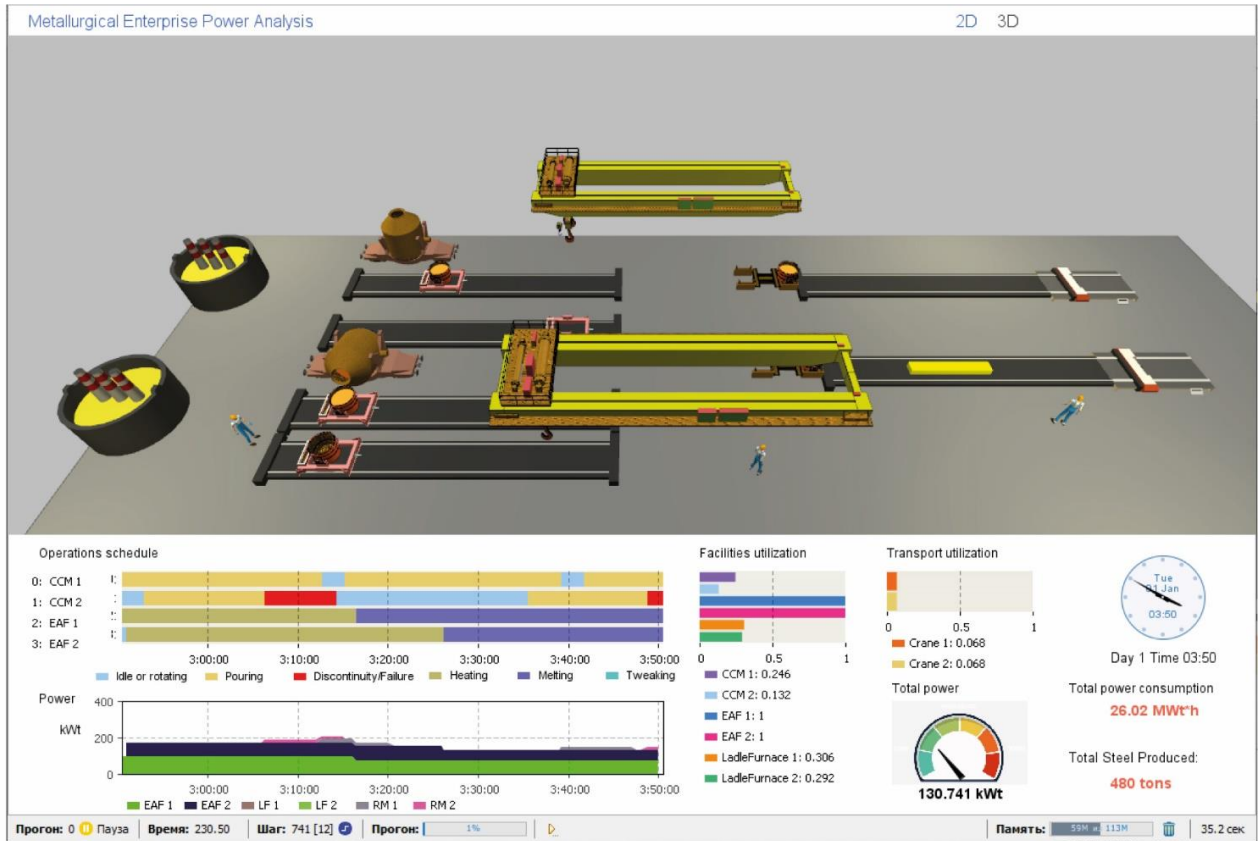 Metallurgical Enterprise Power Analysis
2D 3D
Operations schedule
0: CCM 1
1: CCM 2
2: EAF 1
3: EAF 2
3:00:00 3:10:00 3:20:00 3:30:00 3:40:00 3:50:00
Idle or rotating Pouring Discontinuity/Failure Heating Melting Tweaking
Power
kWt
400
200
0
3:00:00 3:10:00 3:20:00 3:30:00 3:40:00 3:50:00
EAF 1 EAF 2 LF 1 LF 2 RM 1 RM 2
Facilities utilization
0 0.5 1
CCM 1: 0.246
CCM 2: 0.132
EAF 1: 1
EAF 2: 1
LadleFurnace 1: 0.306
LadleFurnace 2: 0.292
Transport utilization
0 0.5 1
Crane 1: 0.068
Crane 2: 0.068
Total power
130.741 kWt
Tue
01 Jan
03:50
Day 1 Time 03:50
Total power consumption
26.02 MWt*h
Total Steel Produced:
480 tons
Прогон: 0 Пауза Время: 230.50 Шаг: 741 [12] Прогон: 1% Память: 59M из 113M 35.2 сек